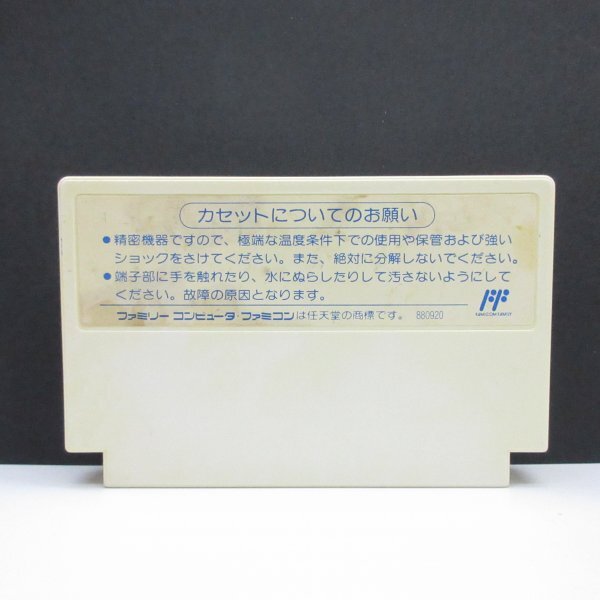 カセットについてのお願い
●精密機器ですので、極端な温度条件下での使用や保管および強い
ショックをさけてください。また、絶対に分解しないでください。
●端子部に手を触れたり、水にぬらしたりして汚さないようにして
ください。故障の原因となります。
ファミリー コンピュータ・ファミコンは任天堂の商標です。 880920
FAMICOM FAMILY